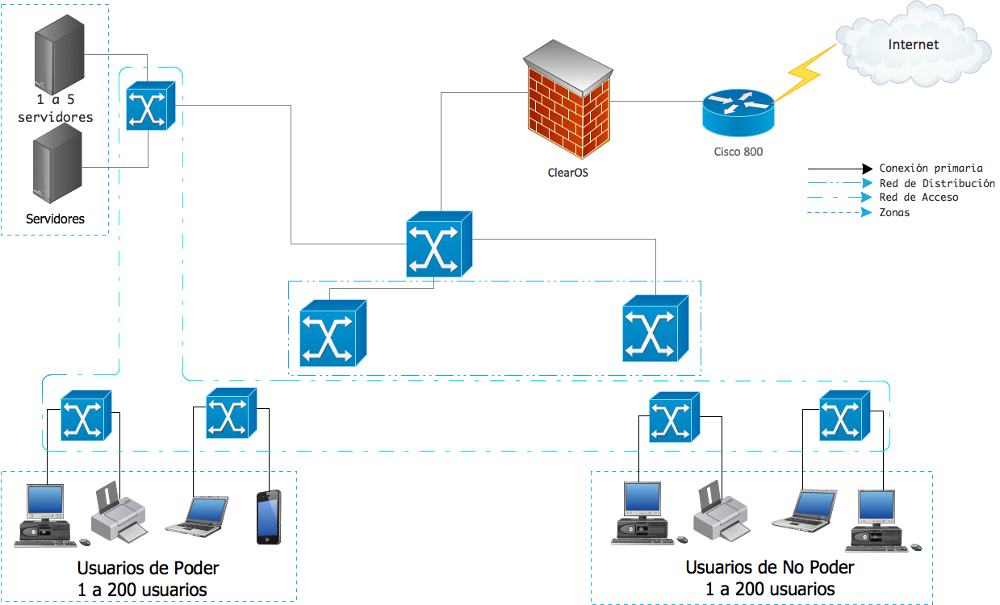 Internet
1 a 5
servidores
Servidores
ClearOS
Cisco 800
Conexión primaria
Red de Distribución
Red de Acceso
Zonas
Usuarios de Poder
1 a 200 usuarios
Usuarios de No Poder
1 a 200 usuarios